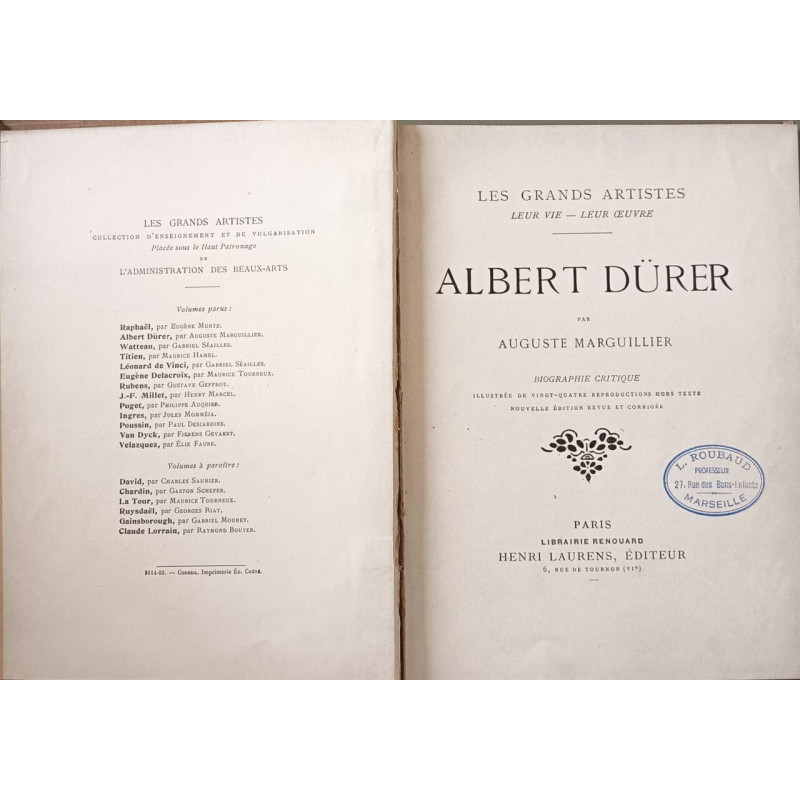 LES GRANDS ARTISTES
COLLECTION D'ENSEIGNEMENT ET DE VULGARISATION
Placée sous le Haut Patronage
DE
L'ADMINISTRATION DES BEAUX-ARTS
Volumes parus :
Raphaël, par EUGÈNE MUNTZ.
Albert Dürer, par AUGUSTE MARGUILLIER.
Watteau, par GABRIEL SÉAILLES.
Titien, par MAURICE HAMEL.
Léonard de Vinci, par GABRIEL SÉAILLES.
Eugène Delacroix, par MAURICE TOURNEUX.
Rubens, par GUSTAVE GEFFROY.
J.-F. Millet, par HENRY MARCEL.
Puget, par PHILIPPE AUQUIER.
Ingres, par JULES MOMMÉJA.
Poussin, par PAUL DESJARDINS.
Van Dyck, par FIERENS GEVAERT.
Velazquez, par ÉLIE FAURE.
Volumes à paraître :
David, par CHARLES SAUNIER.
Chardin, par GASTON SCHEFER.
La Tour, par MAURICE TOURNEUX.
Ruysdaël, par GEORGES RIAT.
Gainsborough, par GABRIEL MOUREY.
Claude Lorrain, par RAYMOND BOUYER.
5114-03. — CORBEIL. Imprimerie ÉD. CRÉTÉ.
LES GRANDS ARTISTES
LEUR VIE — LEUR ŒUVRE
ALBERT DÜRER
PAR
AUGUSTE MARGUILLIER
BIOGRAPHIE CRITIQUE
ILLUSTRÉE DE VINGT-QUATRE REPRODUCTIONS HORS TEXTE
NOUVELLE ÉDITION REVUE ET CORRIGÉE
L. ROUBAUD
PROFESSEUR
27, Rue des Bons-Enfants
MARSEILLE
PARIS
LIBRAIRIE RENOUARD
HENRI LAURENS, ÉDITEUR
6, RUE DE TOURNON (VIe)